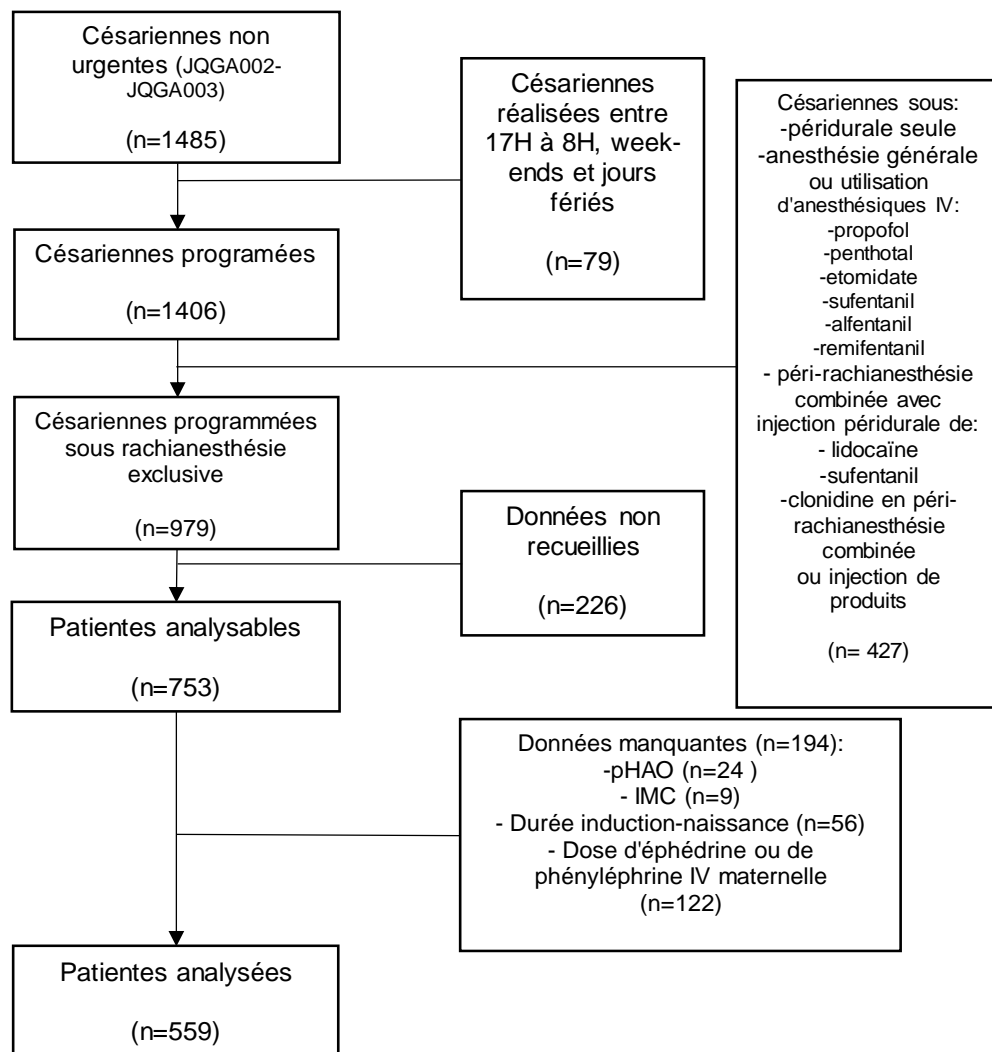 Césariennes non
urgentes (JQGA002-
JQGA003)
(n=1485)
Césariennes
réalisées entre
17H à 8H, week-
ends et jours
fériés
(n=79)
Césariennes programées
(n=1406)
Césariennes sous:
-péridurale seule
-anesthésie générale
ou utilisation
d'anesthésiques IV:
-propofol
-penthotal
-etomidate
-sufentanil
-alfentanil
-remifentanil
- péri-rachianesthésie
combinée avec
injection péridurale de:
- lidocaïne
-sufentanil
-clonidine en péri-
rachianesthésie
combinée
ou injection de
produits
(n= 427)
Césariennes programmées
sous rachianesthésie
exclusive
(n=979)
Données non
recueillies
(n=226)
Patientes analysables
(n=753)
Données manquantes (n=194):
-pHAO (n=24 )
- IMC (n=9)
- Durée induction-naissance (n=56)
- Dose d'éphédrine ou de
phényléphrine IV maternelle
(n=122)
Patientes analysées
(n=559)